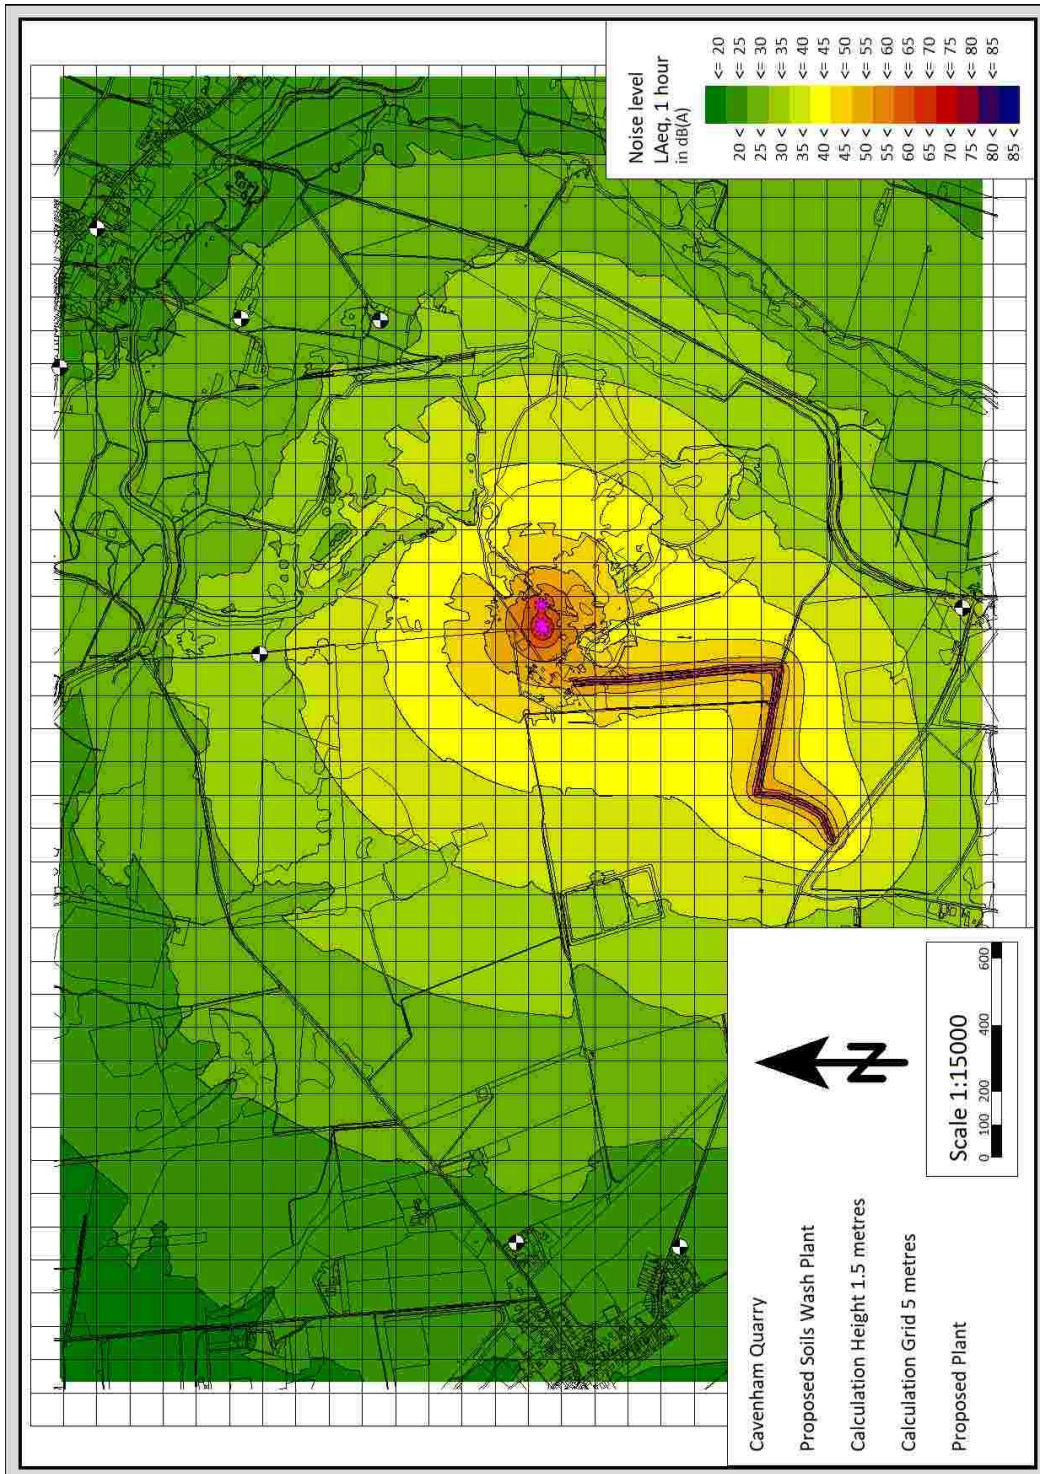 Noise level
LAeq, 1 hour
in dB(A)
<= 20
20 < <= 25
25 < <= 30
30 < <= 35
35 < <= 40
40 < <= 45
45 < <= 50
50 < <= 55
55 < <= 60
60 < <= 65
65 < <= 70
70 < <= 75
75 < <= 80
80 < <= 85
85 <
Cavenham Quarry
Proposed Soils Wash Plant
Calculation Height 1.5 metres
Calculation Grid 5 metres
Proposed Plant
N
Scale 1:15000
0 100 200 400 600